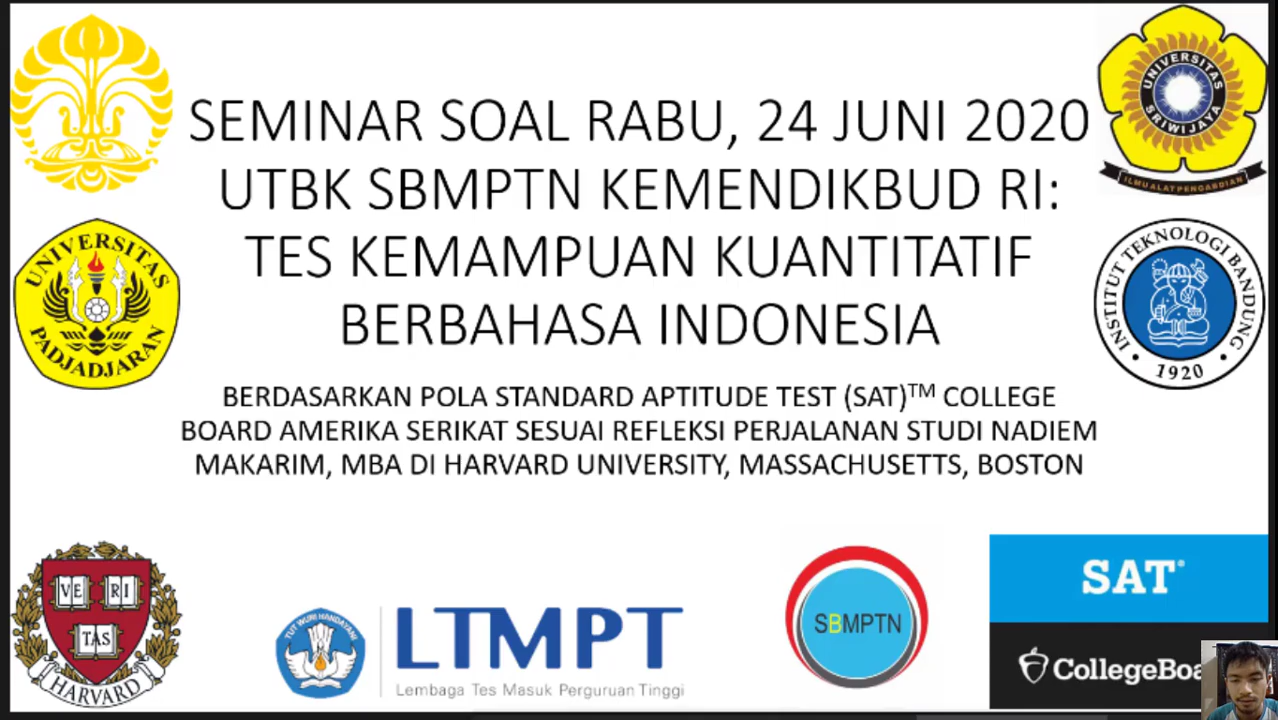 SEMINAR SOAL RABU, 24 JUNI 2020
UTBK SBMPTN KEMENDIKBUD RI:
TES KEMAMPUAN KUANTITATIF
BERBAHASA INDONESIA
BERDASARKAN POLA STANDARD APTITUDE TEST (SAT)TM COLLEGE
BOARD AMERIKA SERIKAT SESUAI REFLEKSI PERJALANAN STUDI NADIEM
MAKARIM, MBA DI HARVARD UNIVERSITY, MASSACHUSETTS, BOSTON
UNIVERSITAS
SRIWIJAYA
ILMU ALAT PENGABDIAN
UNIVERSITAS
PADJADJARAN
INSTITUT TEKNOLOGI BANDUNG
1920
VE RI
TAS
HARVARD
TUT WURI HANDAYANI
LTMPT
Lembaga Tes Masuk Perguruan Tinggi
SBMPTN
SAT®
CollegeBoa